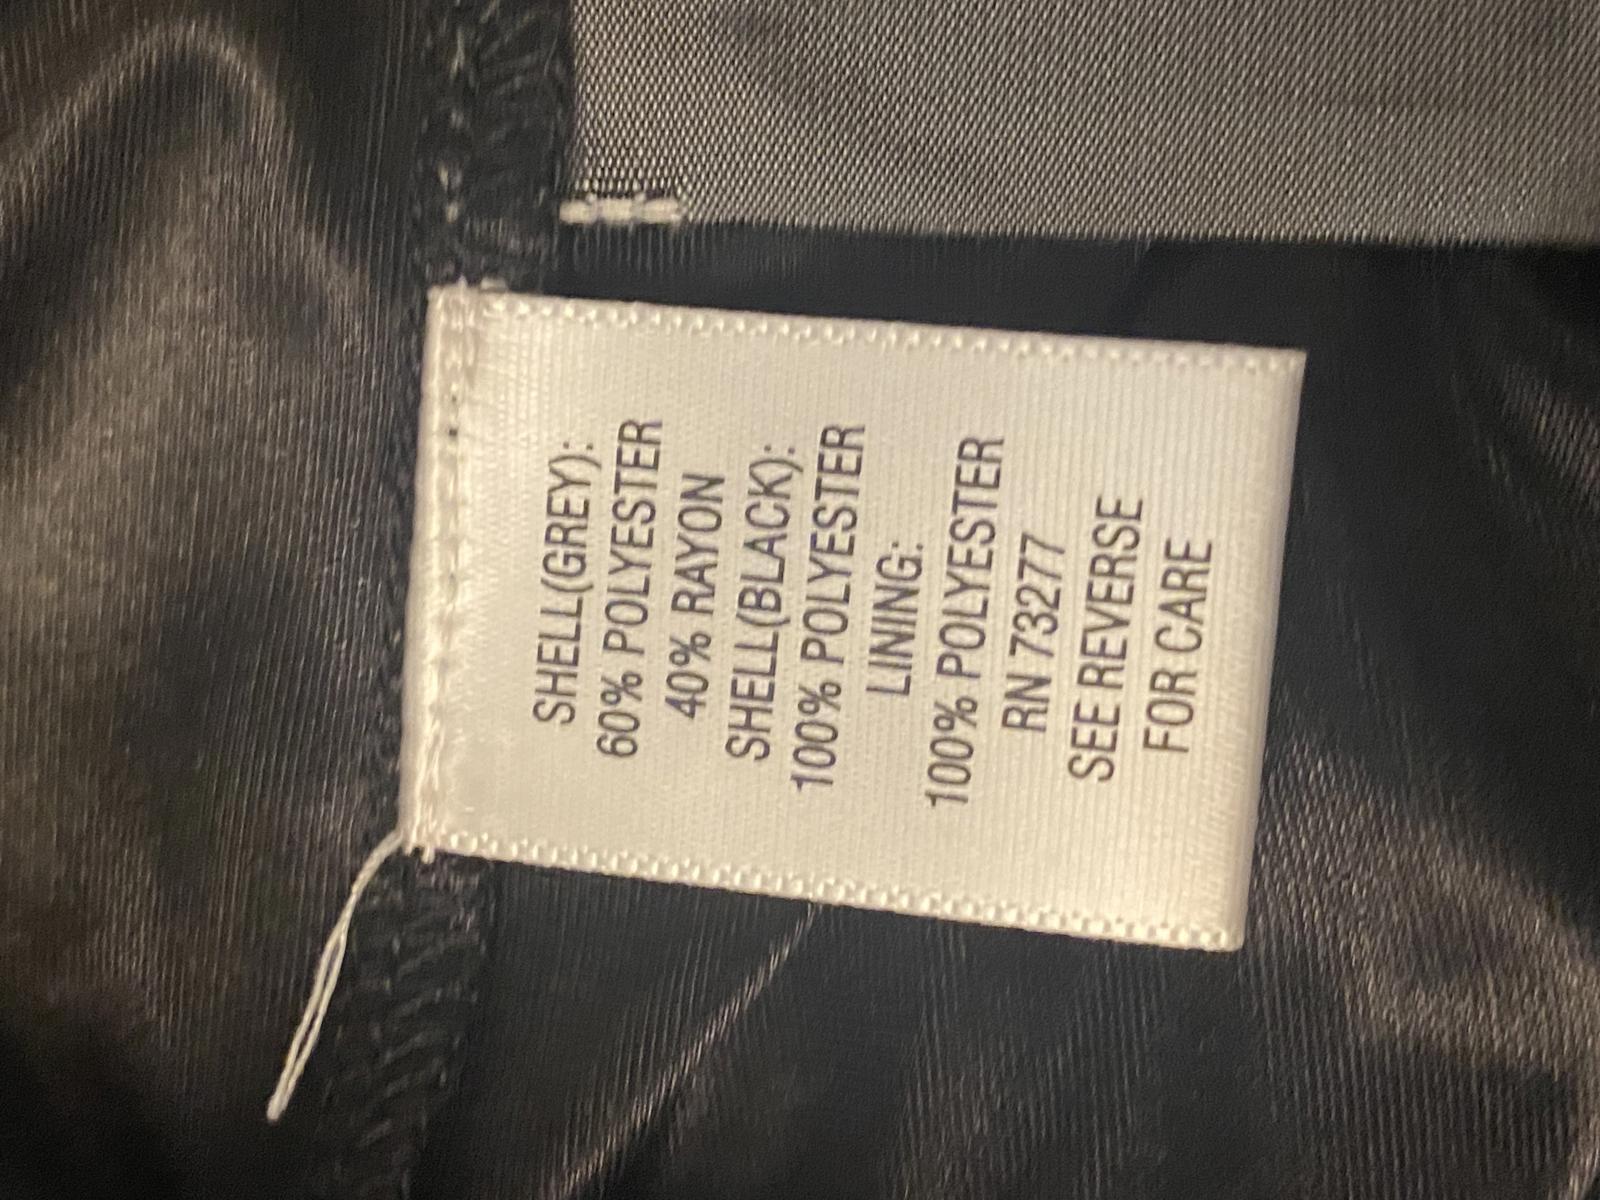 SHELL(GREY):
60% POLYESTER
40% RAYON
SHELL(BLACK):
100% POLYESTER
LINING:
100% POLYESTER
RN 73277
SEE REVERSE
FOR CARE